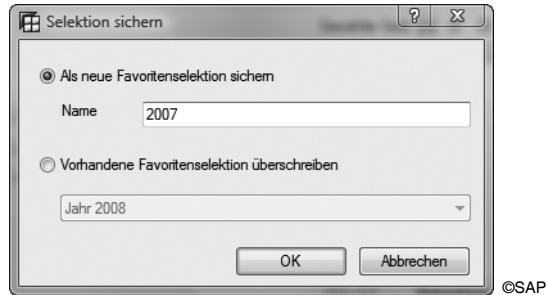 Selektion sichern
Als neue Favoritenselektion sichern
Name 2007
Vorhandene Favoritenselektion überschreiben
Jahr 2008
OK Abbrechen
©SAP